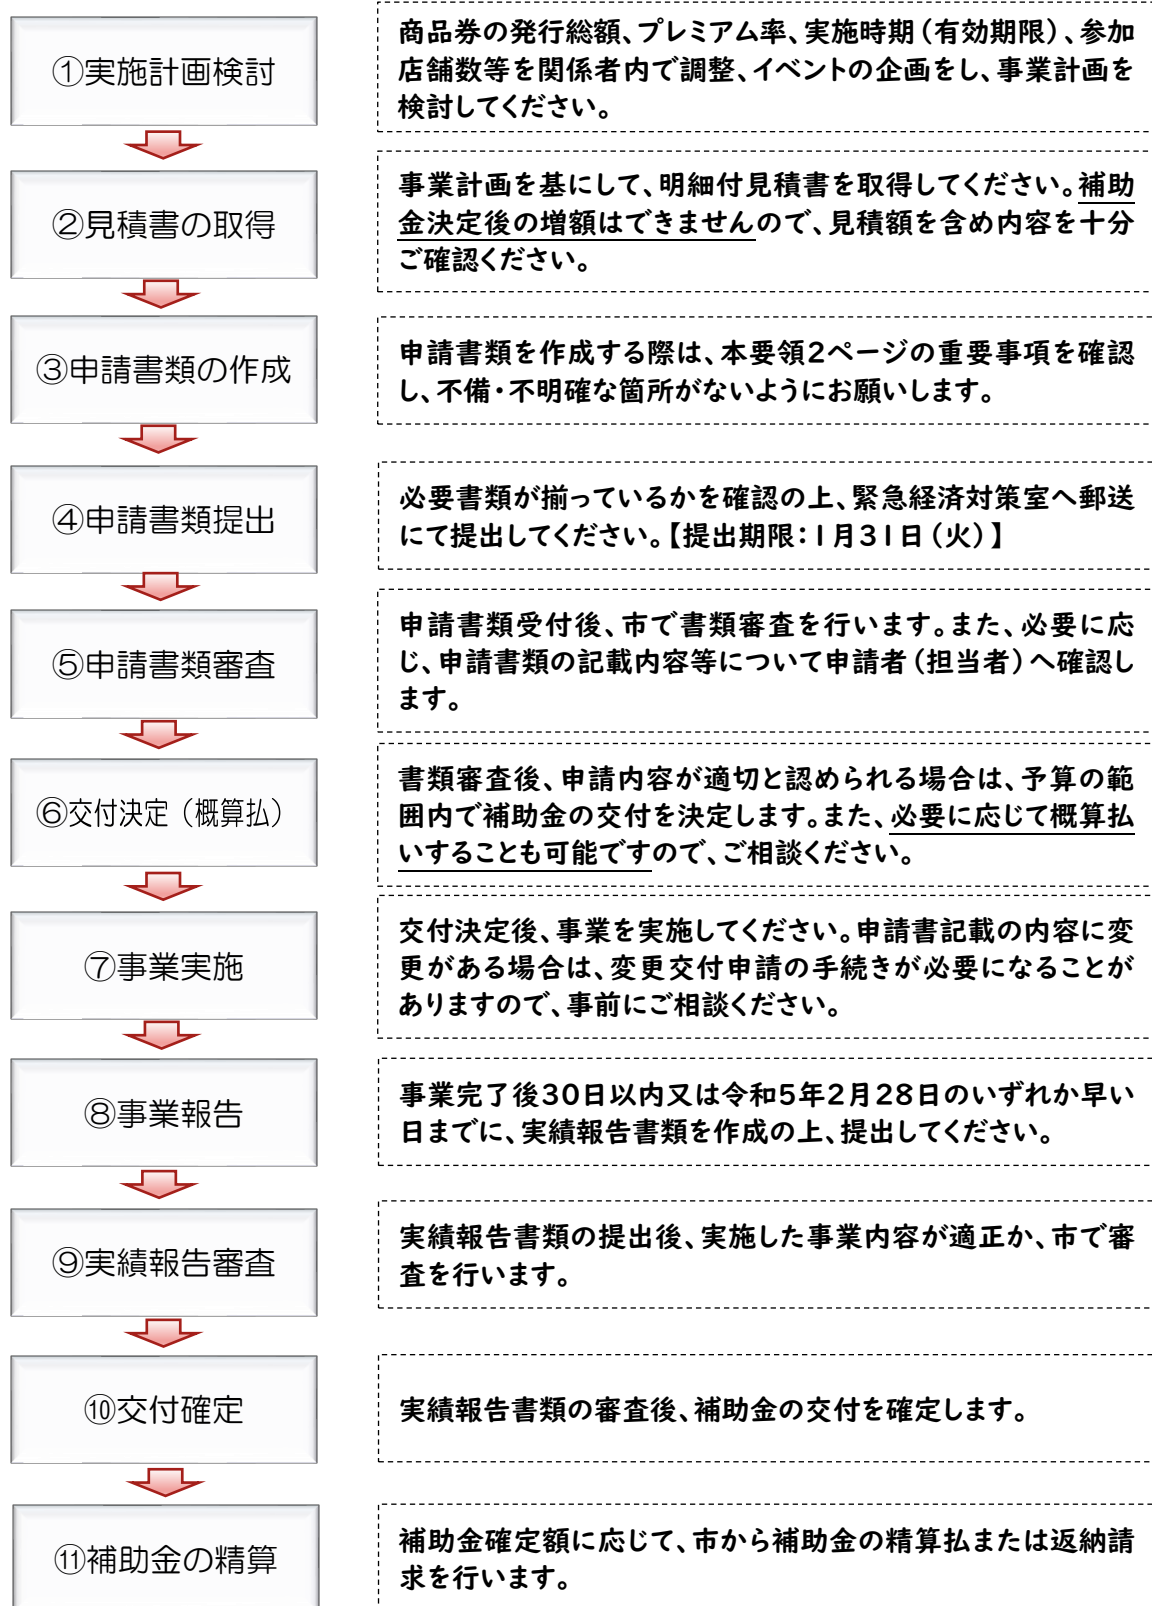 ①実施計画検討
商品券の発行総額、プレミアム率、実施時期（有効期限）、参加
店舗数等を関係者内で調整、イベントの企画をし、事業計画を
検討してください。
②見積書の取得
事業計画を基にして、明細付見積書を取得してください。補助
金決定後の増額はできませんので、見積額を含め内容を十分
ご確認ください。
③申請書類の作成
申請書類を作成する際は、本要領2ページの重要事項を確認
し、不備・不明確な箇所がないようにお願いします。
④申請書類提出
必要書類が揃っているかを確認の上、緊急経済対策室へ郵送
にて提出してください。【提出期限：1月31日（火）】
⑤申請書類審査
申請書類受付後、市で書類審査を行います。また、必要に応
じ、申請書類の記載内容等について申請者（担当者）へ確認し
ます。
⑥交付決定（概算払）
書類審査後、申請内容が適切と認められる場合は、予算の範
囲内で補助金の交付を決定します。また、必要に応じて概算払
いすることも可能ですので、ご相談ください。
⑦事業実施
交付決定後、事業を実施してください。申請書記載の内容に変
更がある場合は、変更交付申請の手続きが必要になることが
ありますので、事前にご相談ください。
⑧事業報告
事業完了後30日以内又は令和5年2月28日のいずれか早い
日までに、実績報告書類を作成の上、提出してください。
⑨実績報告審査
実績報告書類の提出後、実施した事業内容が適正か、市で審
査を行います。
⑩交付確定
実績報告書類の審査後、補助金の交付を確定します。
⑪補助金の精算
補助金確定額に応じて、市から補助金の精算払または返納請
求を行います。